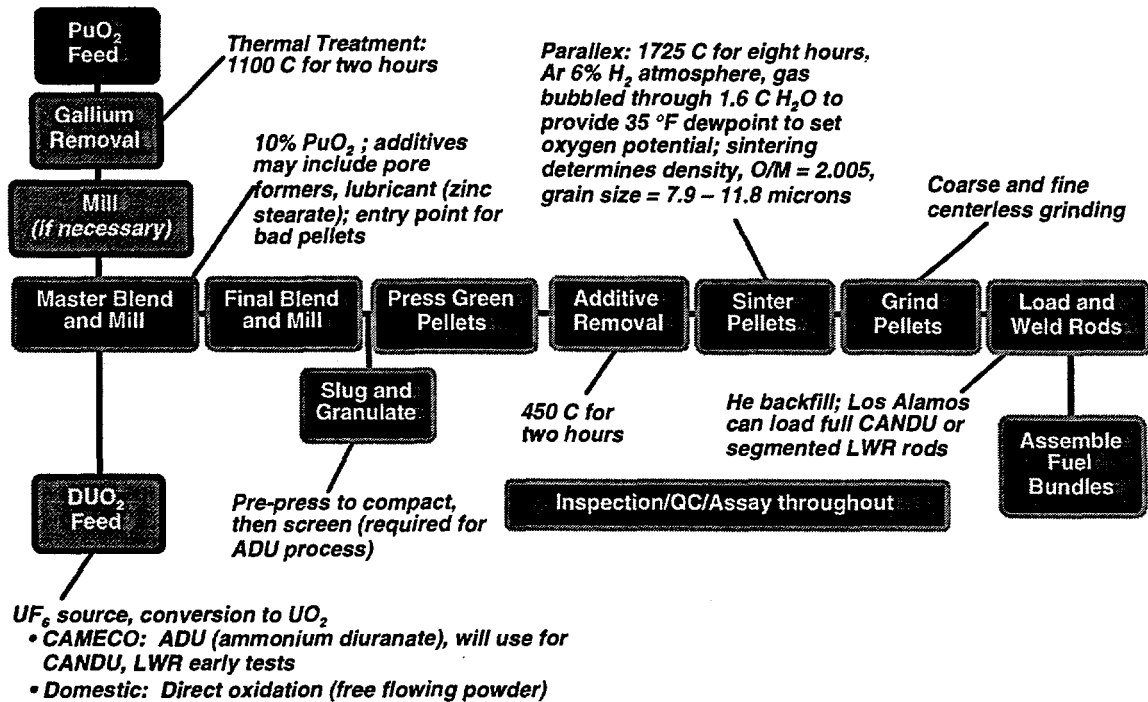 PuO₂
Feed
Thermal Treatment:
1100 C for two hours
Gallium
Removal
Mill
(if necessary)
10% PuO₂ ; additives
may include pore
formers, lubricant (zinc
stearate); entry point for
bad pellets
Parallex: 1725 C for eight hours,
Ar 6% H₂ atmosphere, gas
bubbled through 1.6 C H₂O to
provide 35 °F dewpoint to set
oxygen potential; sintering
determines density, O/M = 2.005,
grain size = 7.9 – 11.8 microns
Coarse and fine
centerless grinding
Master Blend
and Mill
Final Blend
and Mill
Press Green
Pellets
Additive
Removal
Sinter
Pellets
Grind
Pellets
Load and
Weld Rods
Slug and
Granulate
450 C for
two hours
He backfill; Los Alamos
can load full CANDU or
segmented LWR rods
Assemble
Fuel
Bundles
DUO₂
Feed
Pre-press to compact,
then screen (required for
ADU process)
Inspection/QC/Assay throughout
UF₆ source, conversion to UO₂
• CAMECO: ADU (ammonium diuranate), will use for
CANDU, LWR early tests
• Domestic: Direct oxidation (free flowing powder)